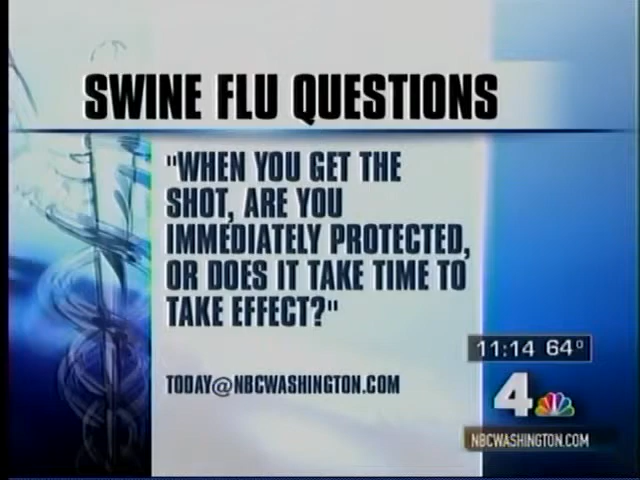 SWINE FLU QUESTIONS
"WHEN YOU GET THE
SHOT, ARE YOU
IMMEDIATELY PROTECTED,
OR DOES IT TAKE TIME TO
TAKE EFFECT?"
TODAY@NBCWASHINGTON.COM
11:14 64°
4
NBCWASHINGTON.COM